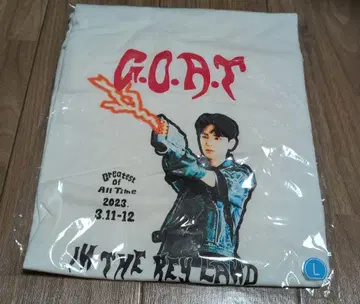 G.O.A.T
Greatest
of
All Time
2023.
3.11-12
IN THE KEY LAND
L